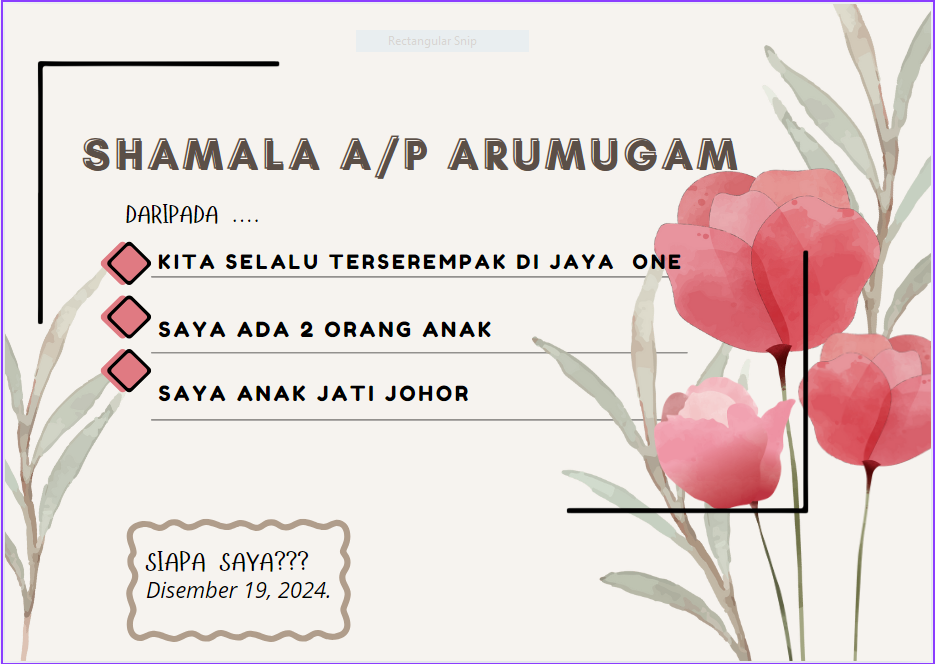 Rectangular Snip
SHAMALA A/P ARUMUGAM
DARIPADA ....
KITA SELALU TERSEREMPAK DI JAYA ONE
SAYA ADA 2 ORANG ANAK
SAYA ANAK JATI JOHOR
SIAPA SAYA???
Disember 19, 2024.